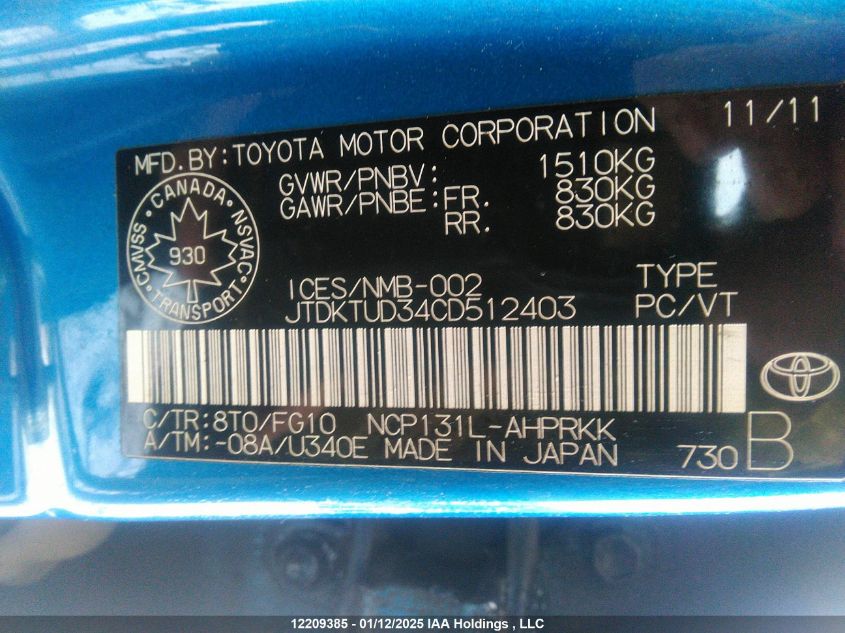 MFD.BY:TOYOTA MOTOR CORPORATION 11/11
GVWR/PNBV: 1510KG
GAWR/PNBE:FR. 830KG
RR. 830KG
CANADA
CMVSS
NSVAC
930
TRANSPORT
ICES/NMB-002
TYPE
JTDKTUD34CD512403
PC/VT
C/TR:8T0/FG10 NCP131L-AHPRKK
A/TM:-08A/U340E MADE IN JAPAN
730 B
12209385 - 01/12/2025 IAA Holdings , LLC